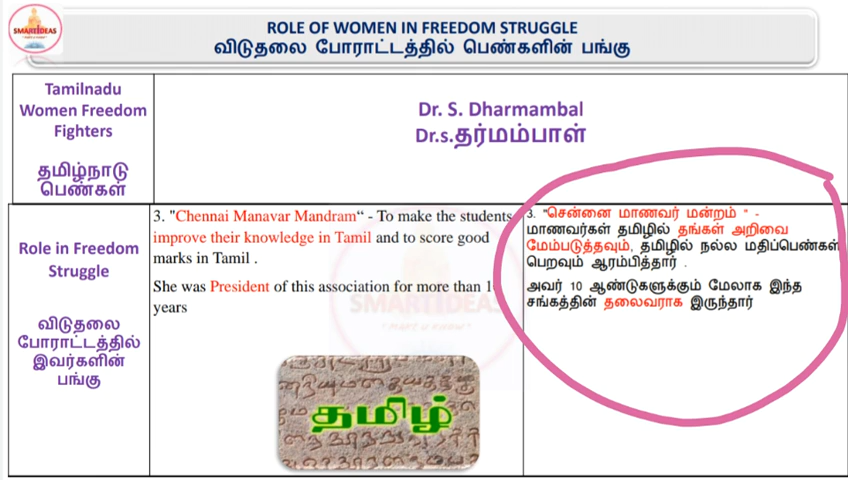 SMART IDEAS
ROLE OF WOMEN IN FREEDOM STRUGGLE
விடுதலை போராட்டத்தில் பெண்களின் பங்கு
Tamilnadu
Women Freedom
Fighters
தமிழ்நாடு
பெண்கள்
Dr. S. Dharmambal
Dr.s.தர்மம்பாள்
Role in Freedom
Struggle
விடுதலை
போராட்டத்தில்
இவர்களின்
பங்கு
3. "Chennai Manavar Mandram“ - To make the students
improve their knowledge in Tamil and to score good
marks in Tamil .
She was President of this association for more than
years
3. "சென்னை மாணவர் மன்றம் " -
மாணவர்கள் தமிழில் தங்கள் அறிவை
மேம்படுத்தவும், தமிழில் நல்ல மதிப்பெண்கள்
பெறவும் ஆரம்பித்தார் .
அவர் 10 ஆண்டுகளுக்கும் மேலாக இந்த
சங்கத்தின் தலைவராக இருந்தார்
SMART IDEAS
தமிழ்